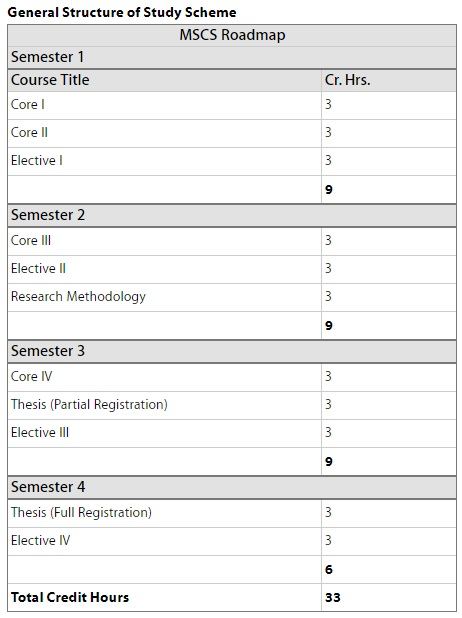 General Structure of Study Scheme
MSCS Roadmap
Semester 1
Course Title Cr. Hrs.
Core I 3
Core II 3
Elective I 3
9
Semester 2
Core III 3
Elective II 3
Research Methodology 3
9
Semester 3
Core IV 3
Thesis (Partial Registration) 3
Elective III 3
9
Semester 4
Thesis (Full Registration) 3
Elective IV 3
6
Total Credit Hours 33